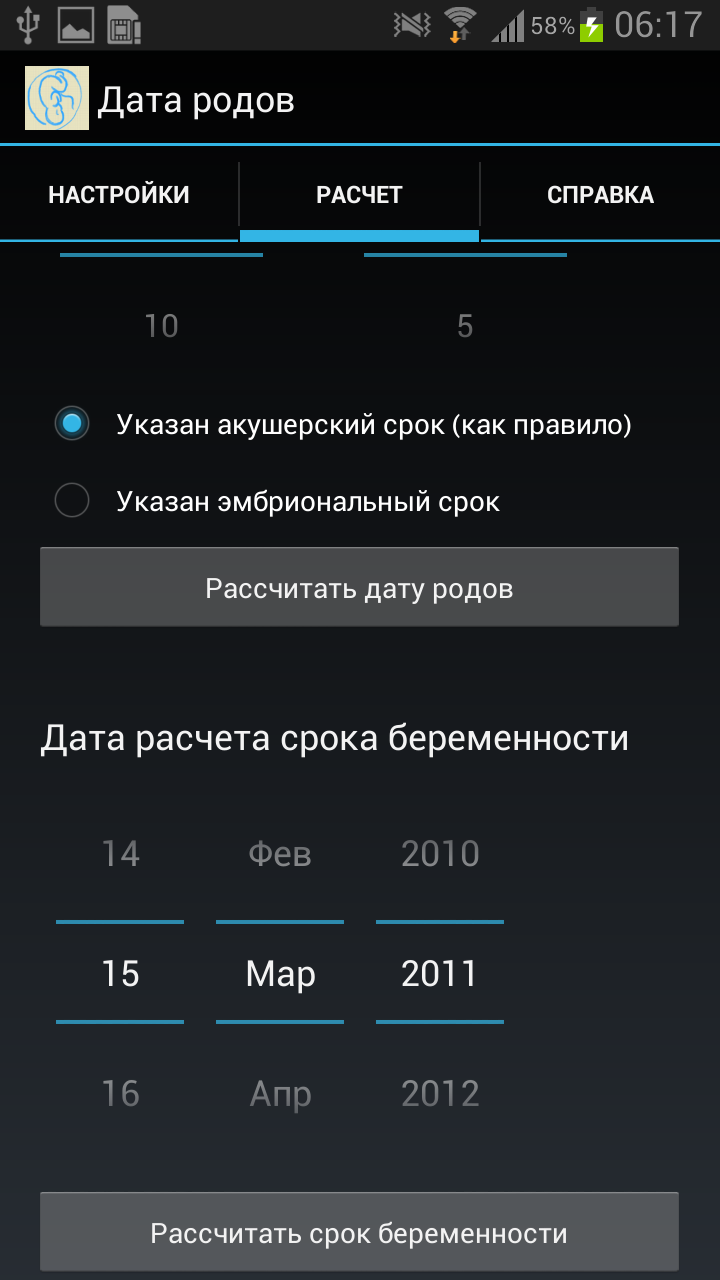 58% 06:17
Дата родов
НАСТРОЙКИ РАСЧЕТ СПРАВКА
10 5
Указан акушерский срок (как правило)
Указан эмбриональный срок
Рассчитать дату родов
Дата расчета срока беременности
14 Фев 2010
15 Мар 2011
16 Апр 2012
Рассчитать срок беременности